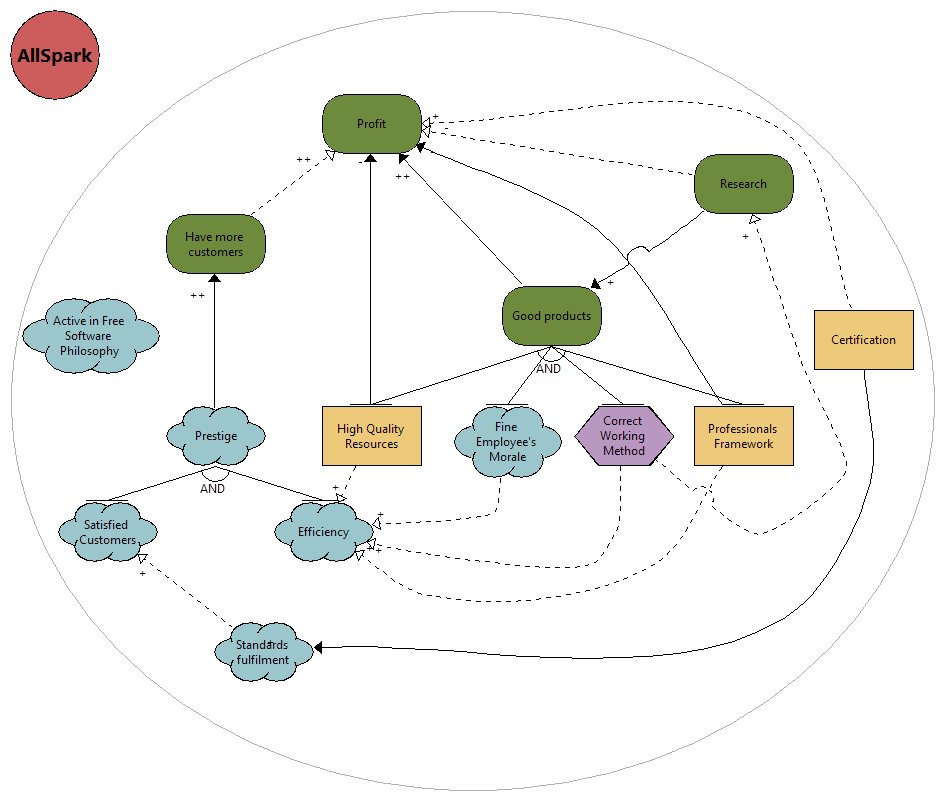 AllSpark
Profit
+
-
++
-
++
Research
+
Have more
customers
++
+
Good products
Active in Free
Software
Philosophy
Certification
AND
Prestige
High Quality
Resources
Fine
Employee's
Morale
Correct
Working
Method
Professionals
Framework
AND
+
Satisfied
Customers
Efficiency
+
+
+
+
Standards
fulfilment
+